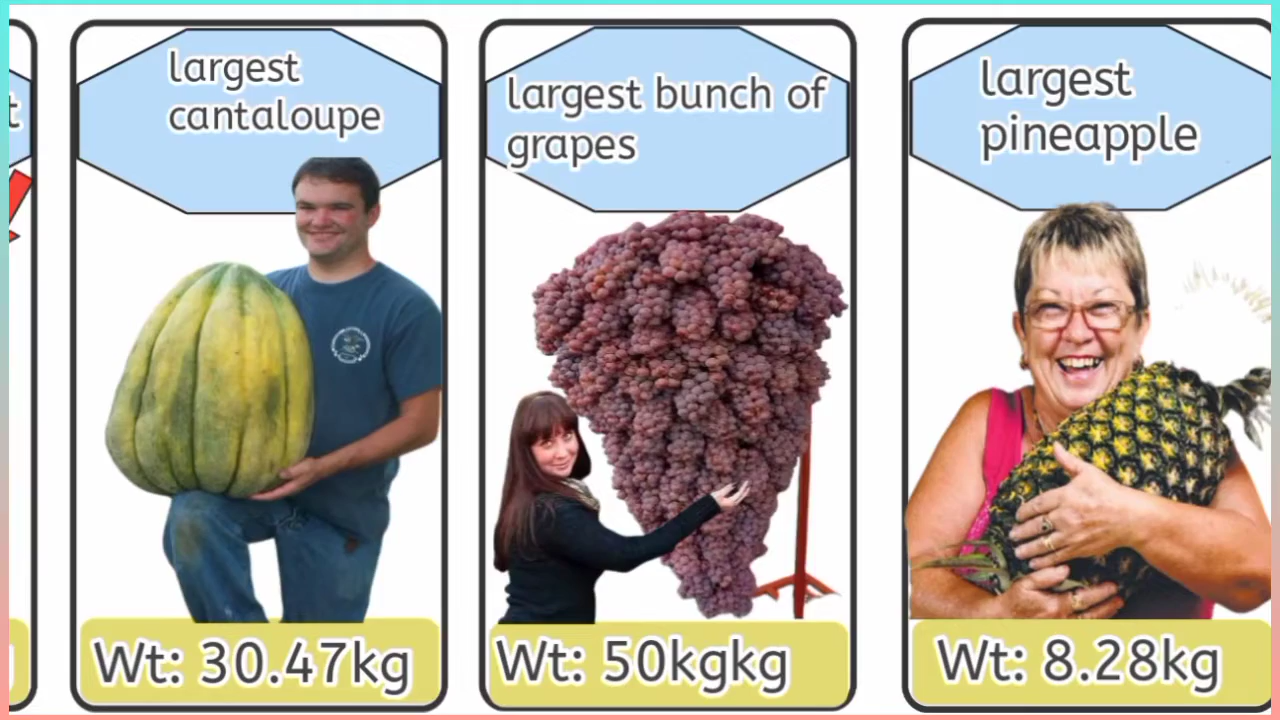 t
largest
cantaloupe
Wt: 30.47kg
largest bunch of
grapes
Wt: 50kgkg
largest
pineapple
Wt: 8.28kg